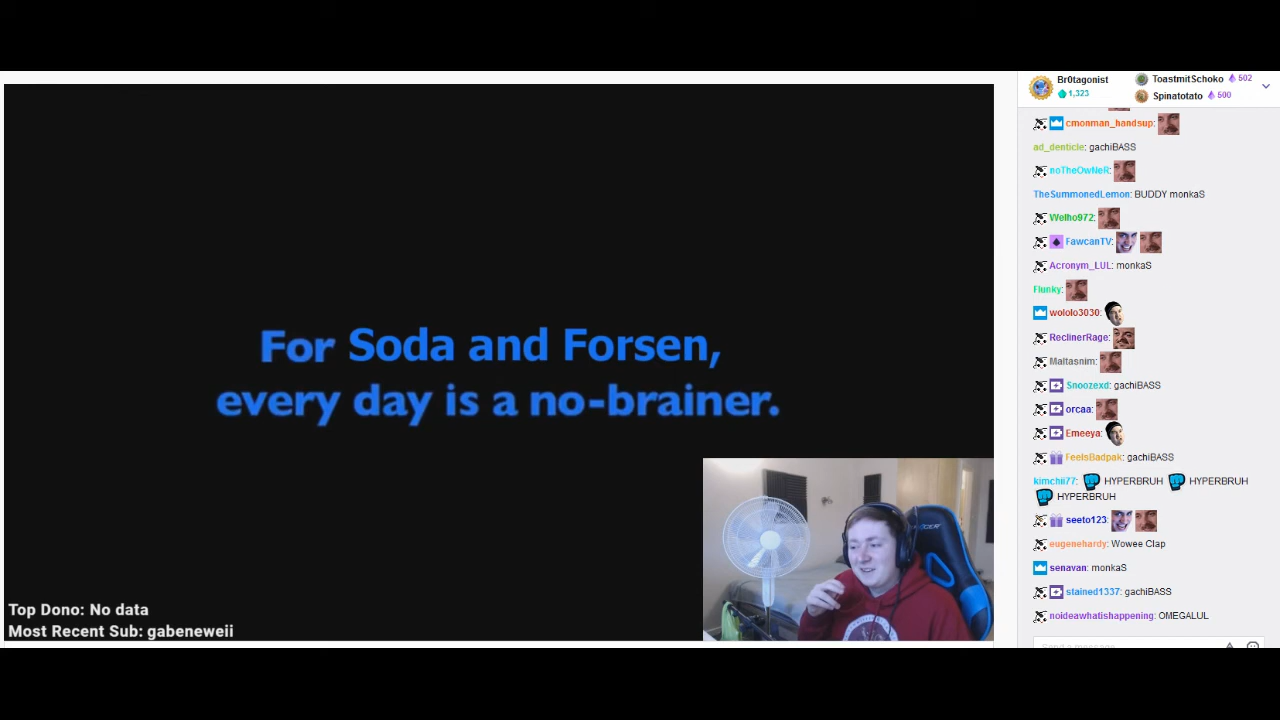 For Soda and Forsen,
every day is a no-brainer.
Top Dono: No data
Most Recent Sub: gabeneweii
Br0tagonist
1,323
ToastmitSchoko 502
Spinatotato 500
cmonman_handsup:
ad_denticle: gachiBASS
noTheOwNeR:
TheSummonedLemon: BUDDY monkaS
Welho972:
FawcanTV:
Acronym_LUL: monkaS
Flunky:
wololo3030:
ReclinerRage:
Maltasnim:
Snoozexd: gachiBASS
orcaa:
Emeeya:
FeelsBadpak: gachiBASS
kimchii77: HYPERBRUH HYPERBRUH
HYPERBRUH
seeto123:
eugenehardy: Wowee Clap
senavan: monkaS
stained1337: gachiBASS
noideawhatishappening: OMEGALUL
Send a message